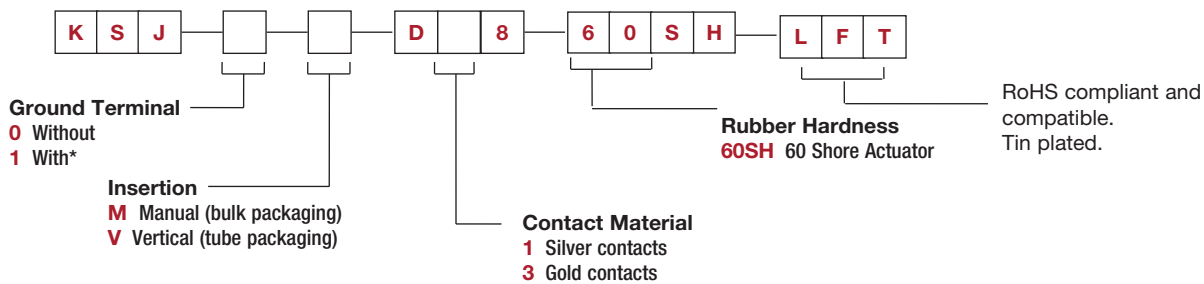 K S J D 8 6 0 S H L F T
Ground Terminal
0 Without
1 With*
Insertion
M Manual (bulk packaging)
V Vertical (tube packaging)
Contact Material
1 Silver contacts
3 Gold contacts
Rubber Hardness
60SH 60 Shore Actuator
RoHS compliant and
compatible.
Tin plated.